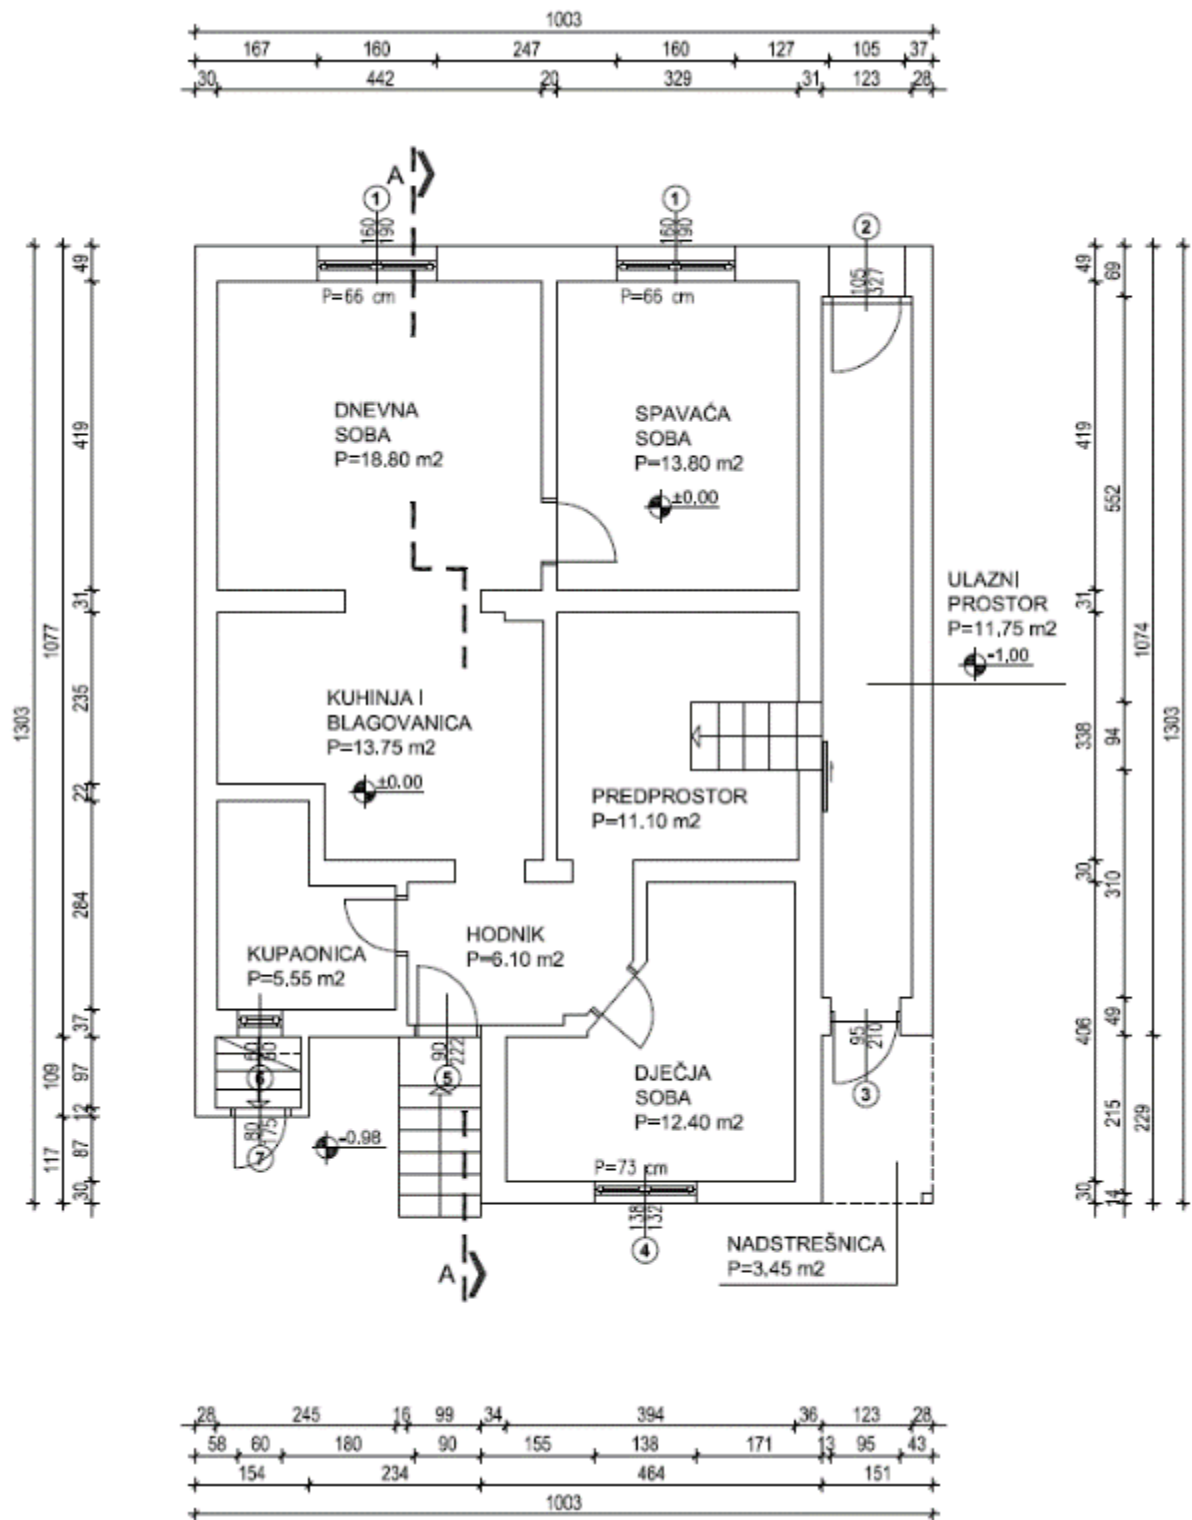 1003
167 160 247 160 127 105 37
30 442 20 329 31 123 28
A
1 1 2
160 190
160 190
105 327
P=66 cm
P=66 cm
DNEVNA
SOBA
P=18.80 m2
SPAVAĆA
SOBA
P=13.80 m2
±0,00
ULAZNI
PROSTOR
P=11,75 m2
-1,00
KUHINJA I
BLAGOVANICA
P=13.75 m2
±0.00
PREDPROSTOR
P=11.10 m2
HODNIK
P=6.10 m2
KUPAONICA
P=5.55 m2
60 60
6
90 222
5
95 210
3
80 175
7
-0.98
DJEČJA
SOBA
P=12.40 m2
P=73 cm
138 132
4
NADSTREŠNICA
P=3,45 m2
A
1303
1077 109 117
49 419 31 235 22 284 37 97 12 87 30
49 419 31 338 30 406 30
69 552 94 310 49 215 14
1074 229
1303
28 245 16 99 34 394 36 123 28
58 60 180 90 155 138 171 13 95 43
154 234 464 151
1003